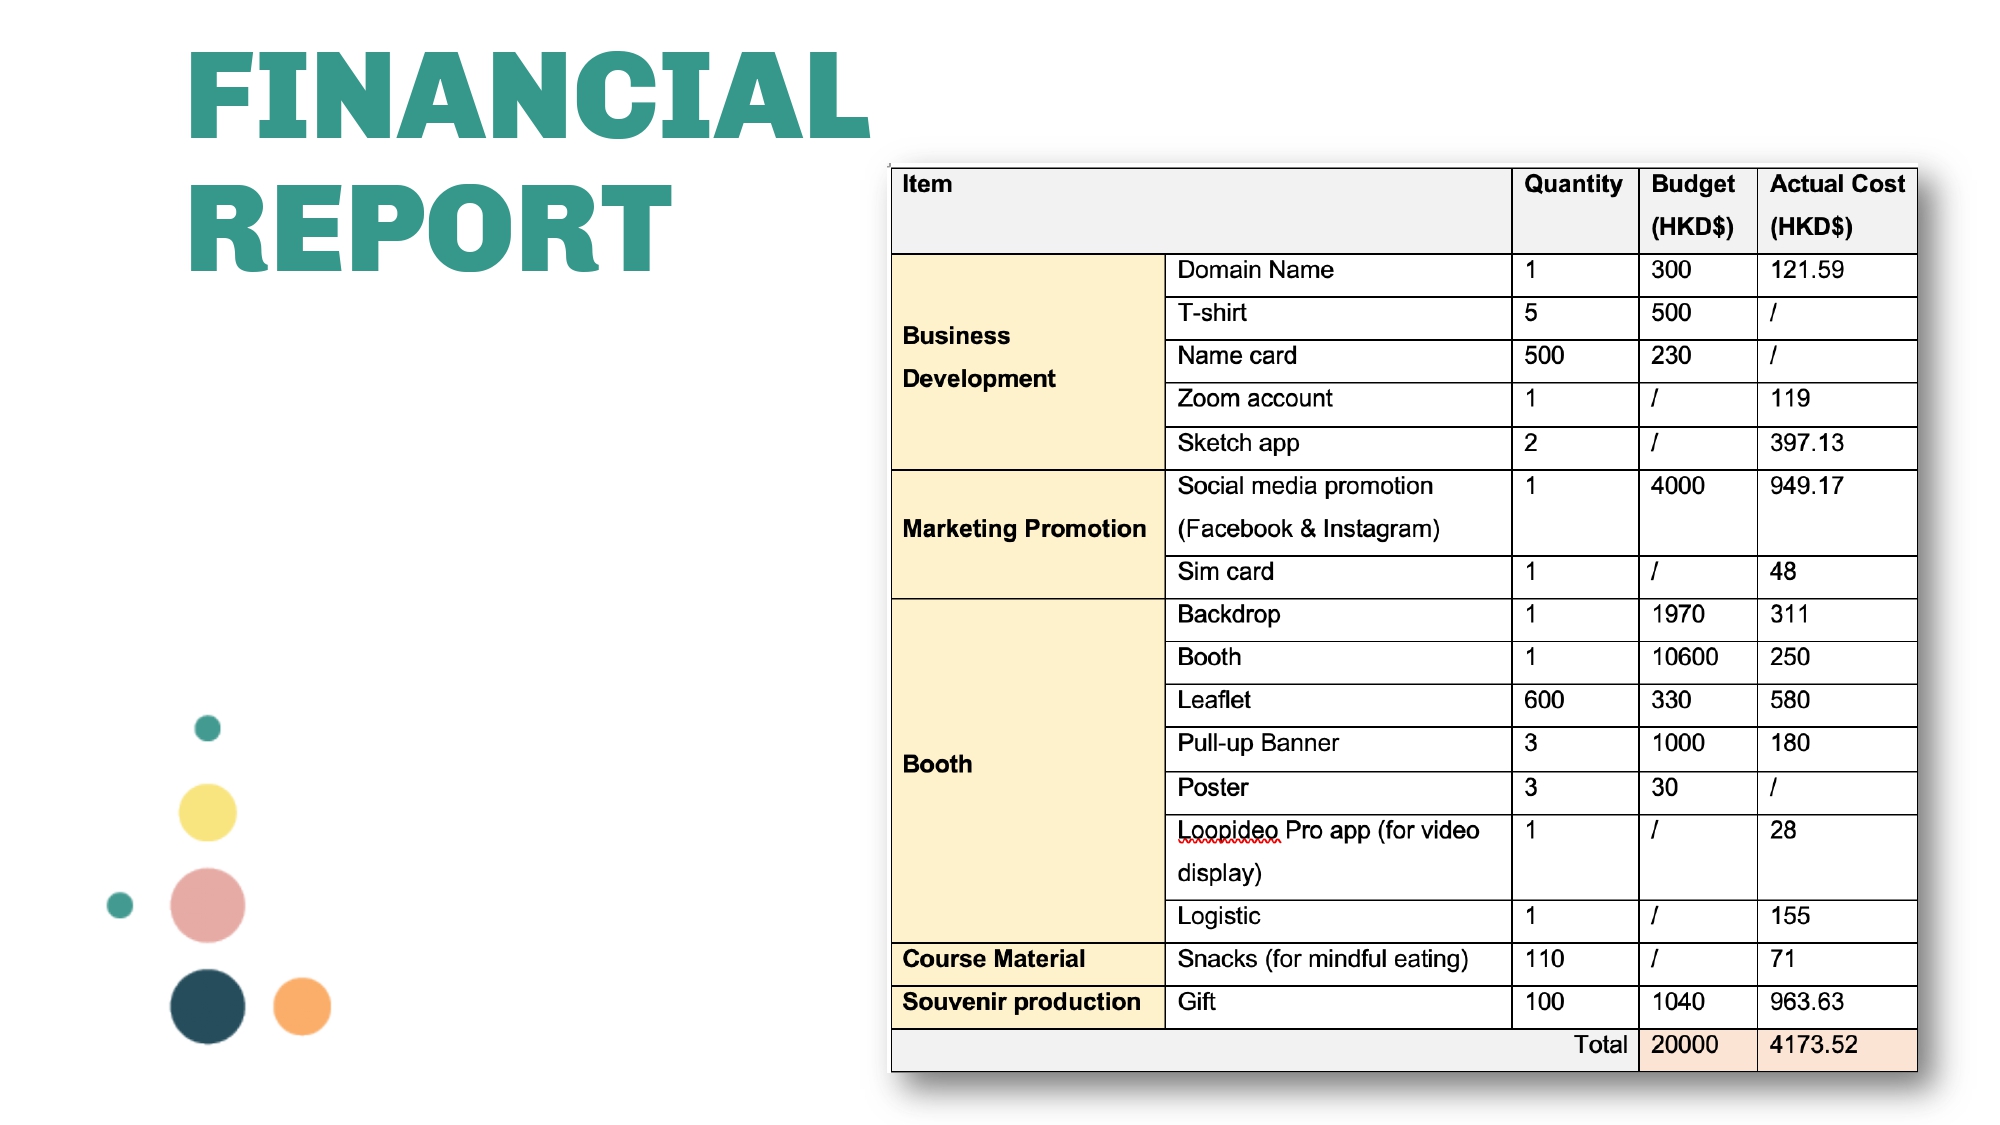 FINANCIAL
REPORT
Item Quantity Budget (HKD$) Actual Cost (HKD$)
Business Development
Domain Name 1 300 121.59
T-shirt 5 500 /
Name card 500 230 /
Zoom account 1 / 119
Sketch app 2 / 397.13
Marketing Promotion
Social media promotion (Facebook & Instagram) 1 4000 949.17
Sim card 1 / 48
Booth
Backdrop 1 1970 311
Booth 1 10600 250
Leaflet 600 330 580
Pull-up Banner 3 1000 180
Poster 3 30 /
Loopideo Pro app (for video display) 1 / 28
Logistic 1 / 155
Course Material Snacks (for mindful eating) 110 / 71
Souvenir production Gift 100 1040 963.63
Total 20000 4173.52